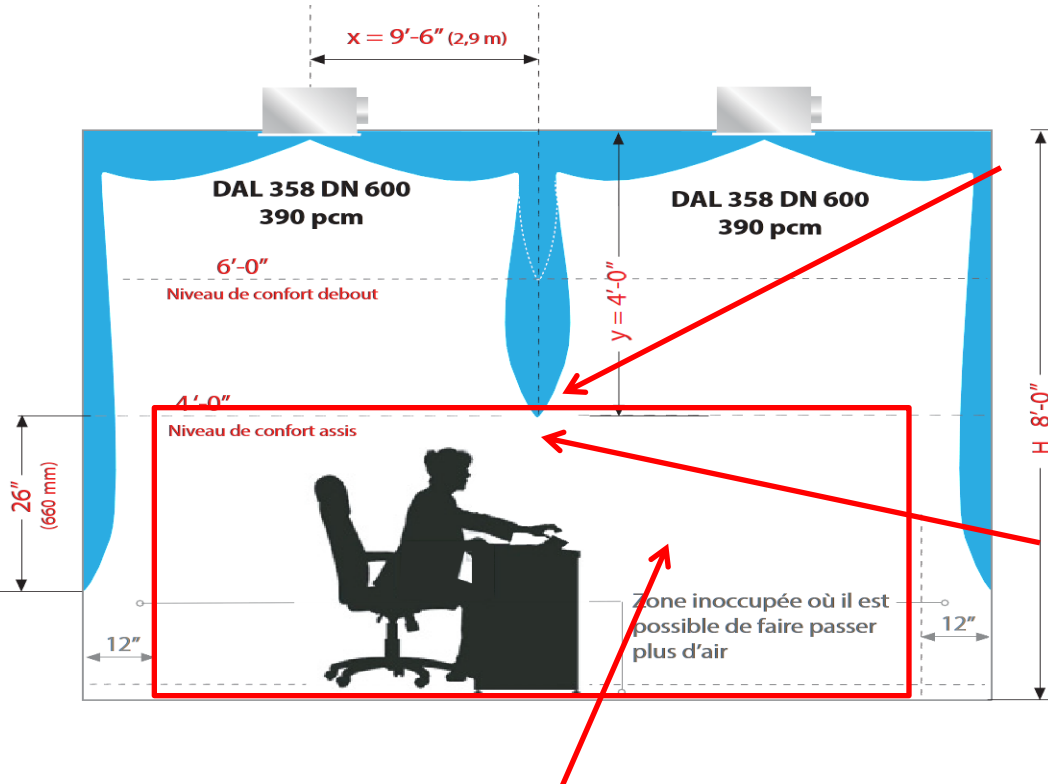 x = 9’-6” (2,9 m)
DAL 358 DN 600
390 pcm
DAL 358 DN 600
390 pcm
6’-0”
Niveau de confort debout
y = 4’-0”
4’-0”
Niveau de confort assis
H 8’-0”
26”
(660 mm)
Zone inoccupée où il est
possible de faire passer
plus d’air
12”
12”